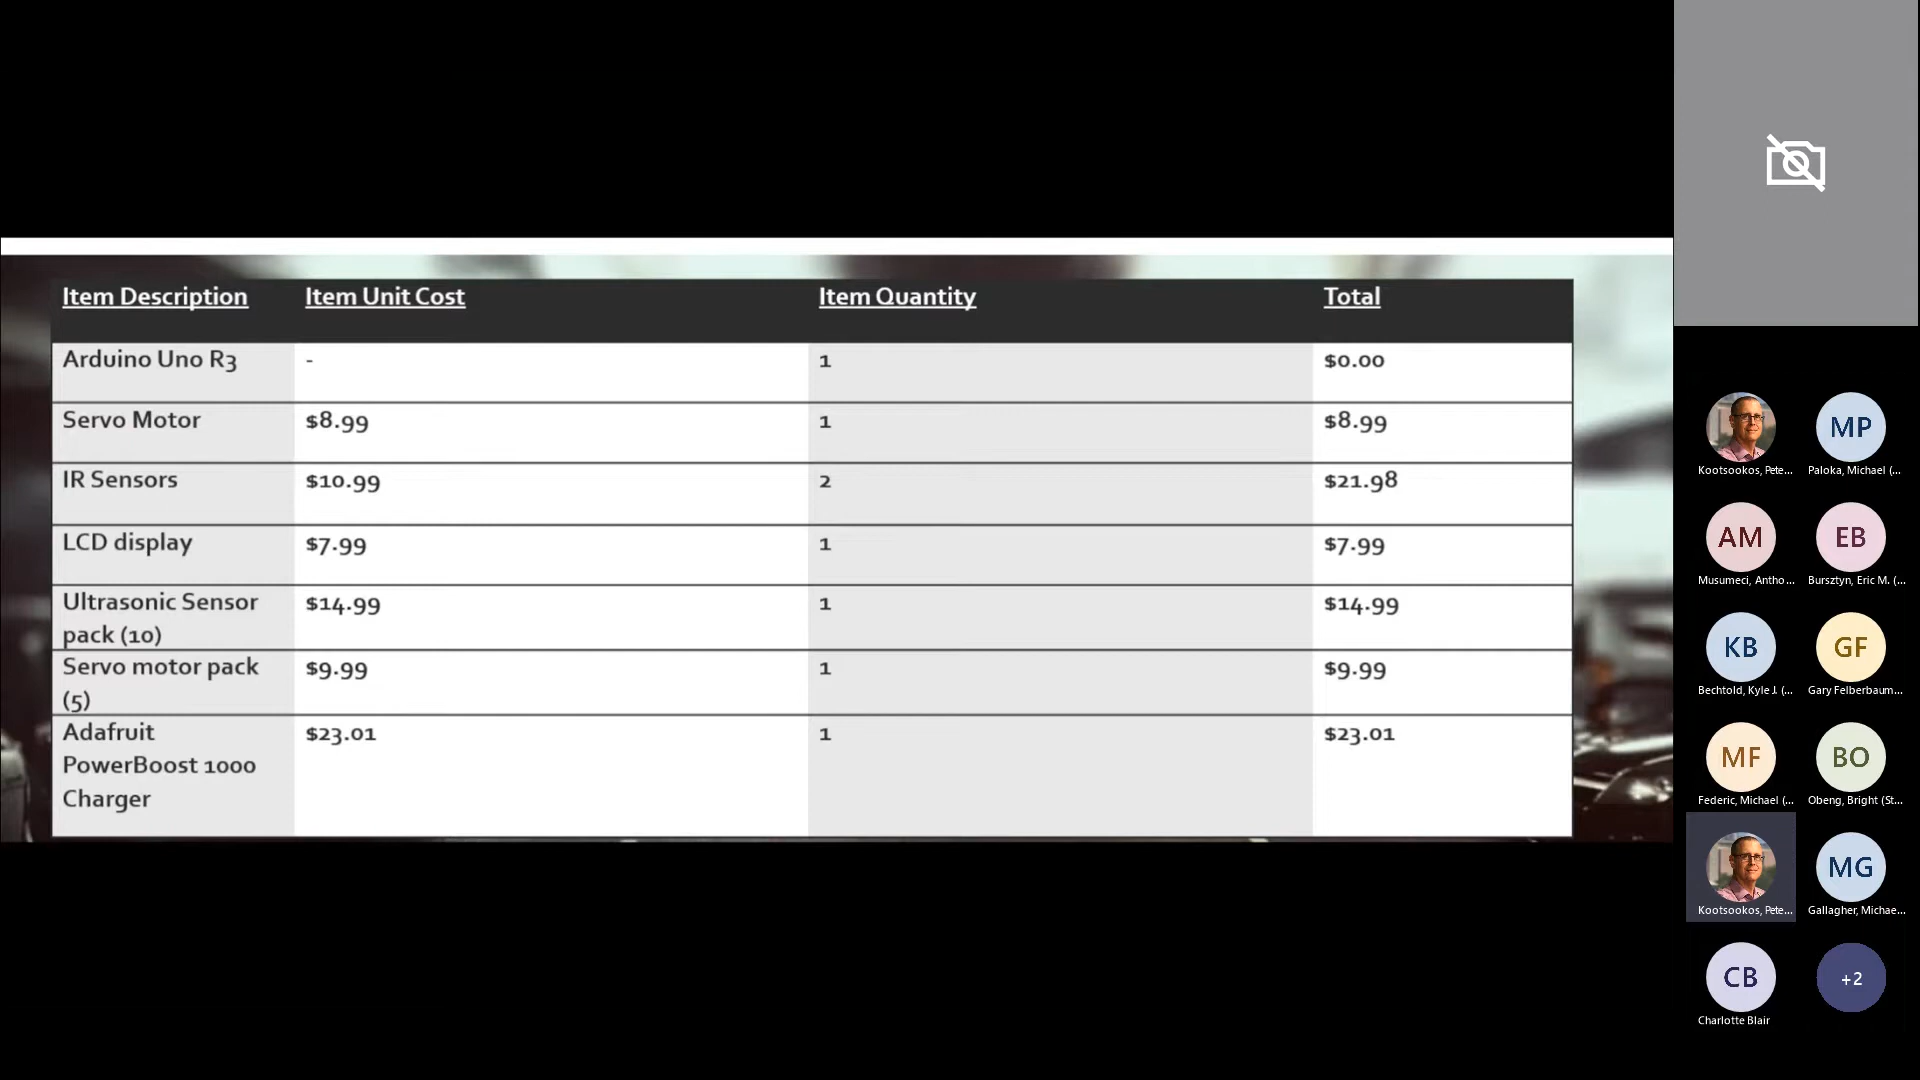 Item Description Item Unit Cost Item Quantity Total
Arduino Uno R3 - 1 $0.00
Servo Motor $8.99 1 $8.99
IR Sensors $10.99 2 $21.98
LCD display $7.99 1 $7.99
Ultrasonic Sensor $14.99 1 $14.99
pack (10)
Servo motor pack $9.99 1 $9.99
(5)
Adafruit $23.01 1 $23.01
PowerBoost 1000
Charger
MP
Kootsookos, Pete... Paloka, Michael (...
AM EB
Musumeci, Antho... Bursztyn, Eric M. (...
KB GF
Bechtold, Kyle J. (... Gary Felberbaum...
MF BO
Federic, Michael (... Obeng, Bright (St...
MG
Kootsookos, Pete... Gallagher, Michae...
CB +2
Charlotte Blair